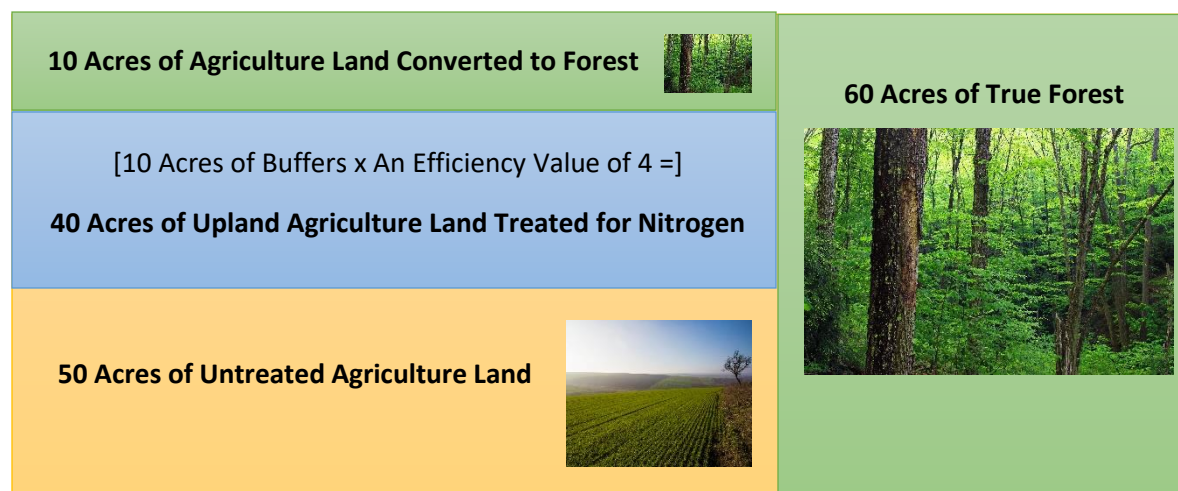 10 Acres of Agriculture Land Converted to Forest
[10 Acres of Buffers x An Efficiency Value of 4 =]
40 Acres of Upland Agriculture Land Treated for Nitrogen
50 Acres of Untreated Agriculture Land
60 Acres of True Forest